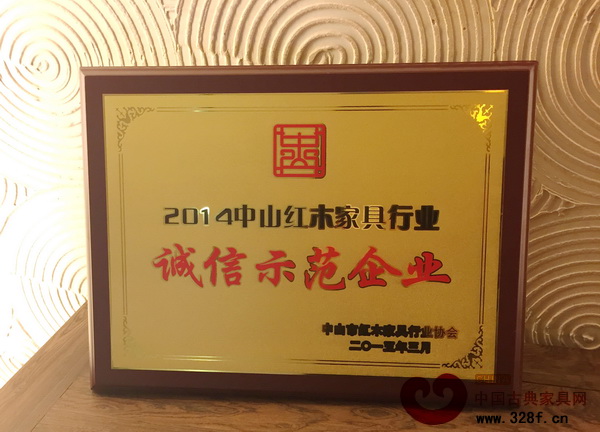 2014中山红木家具行业
诚信示范企业
中山市红木家具行业协会
二〇一五年三月
中国古典家具网
www.328f.cn